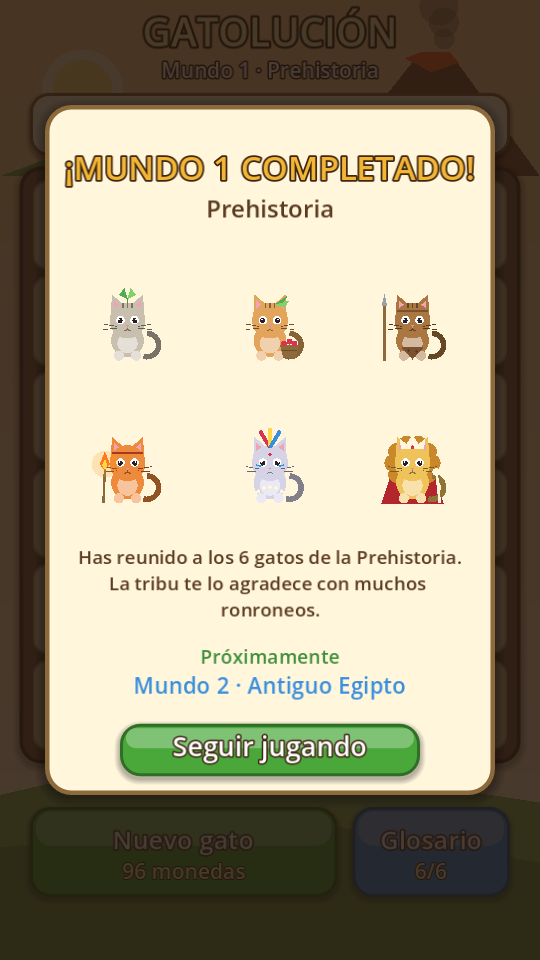 GATOLUCIÓN
Mundo 1 · Prehistoria
¡MUNDO 1 COMPLETADO!
Prehistoria
Has reunido a los 6 gatos de la Prehistoria.
La tribu te lo agradece con muchos
ronroneos.
Próximamente
Mundo 2 · Antiguo Egipto
Seguir jugando
Nuevo gato
96 monedas
Glosario
6/6